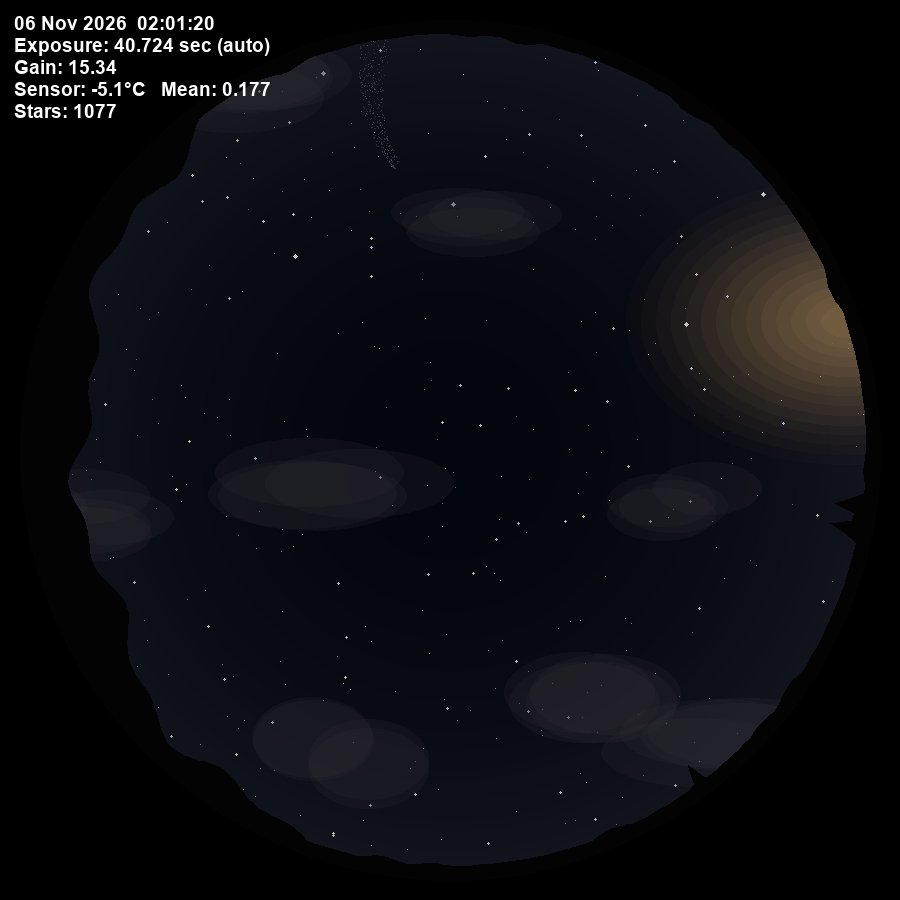 06 Nov 2026  02:01:20
Exposure: 40.724 sec (auto)
Gain: 15.34
Sensor: -5.1°C   Mean: 0.177
Stars: 1077